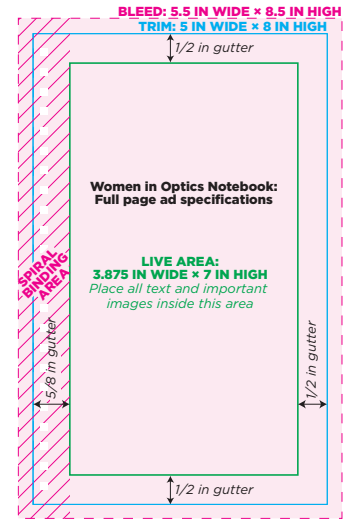 BLEED: 5.5 IN WIDE × 8.5 IN HIGH
TRIM: 5 IN WIDE × 8 IN HIGH
1/2 in gutter
Women in Optics Notebook:
Full page ad specifications
LIVE AREA:
3.875 IN WIDE × 7 IN HIGH
Place all text and important
images inside this area
SPIRAL
BINDING
AREA
5/8 in gutter
1/2 in gutter
1/2 in gutter